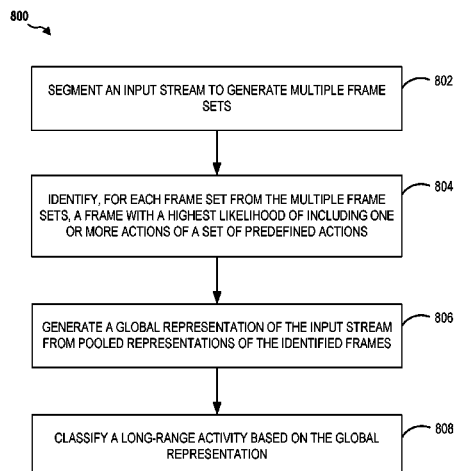 800
SEGMENT AN INPUT STREAM TO GENERATE MULTIPLE FRAME
SETS
802
IDENTIFY, FOR EACH FRAME SET FROM THE MULTIPLE FRAME
SETS, A FRAME WITH A HIGHEST LIKELIHOOD OF INCLUDING ONE
OR MORE ACTIONS OF A SET OF PREDEFINED ACTIONS
804
GENERATE A GLOBAL REPRESENTATION OF THE INPUT STREAM
FROM POOLED REPRESENTATIONS OF THE IDENTIFIED FRAMES
806
CLASSIFY A LONG-RANGE ACTIVITY BASED ON THE GLOBAL
REPRESENTATION
808